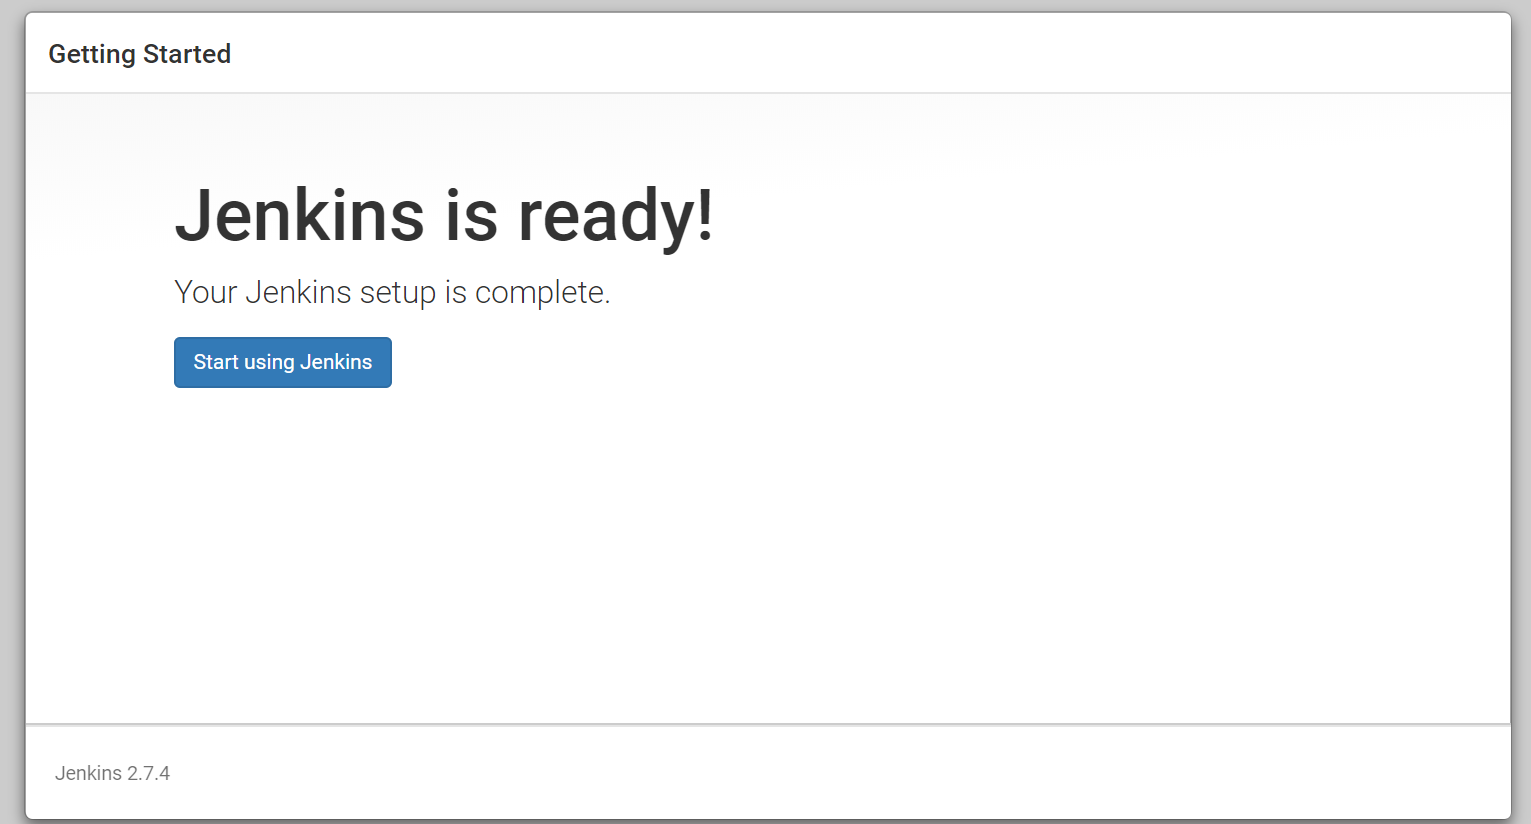 Getting Started
Jenkins is ready!
Your Jenkins setup is complete.
Start using Jenkins
Jenkins 2.7.4